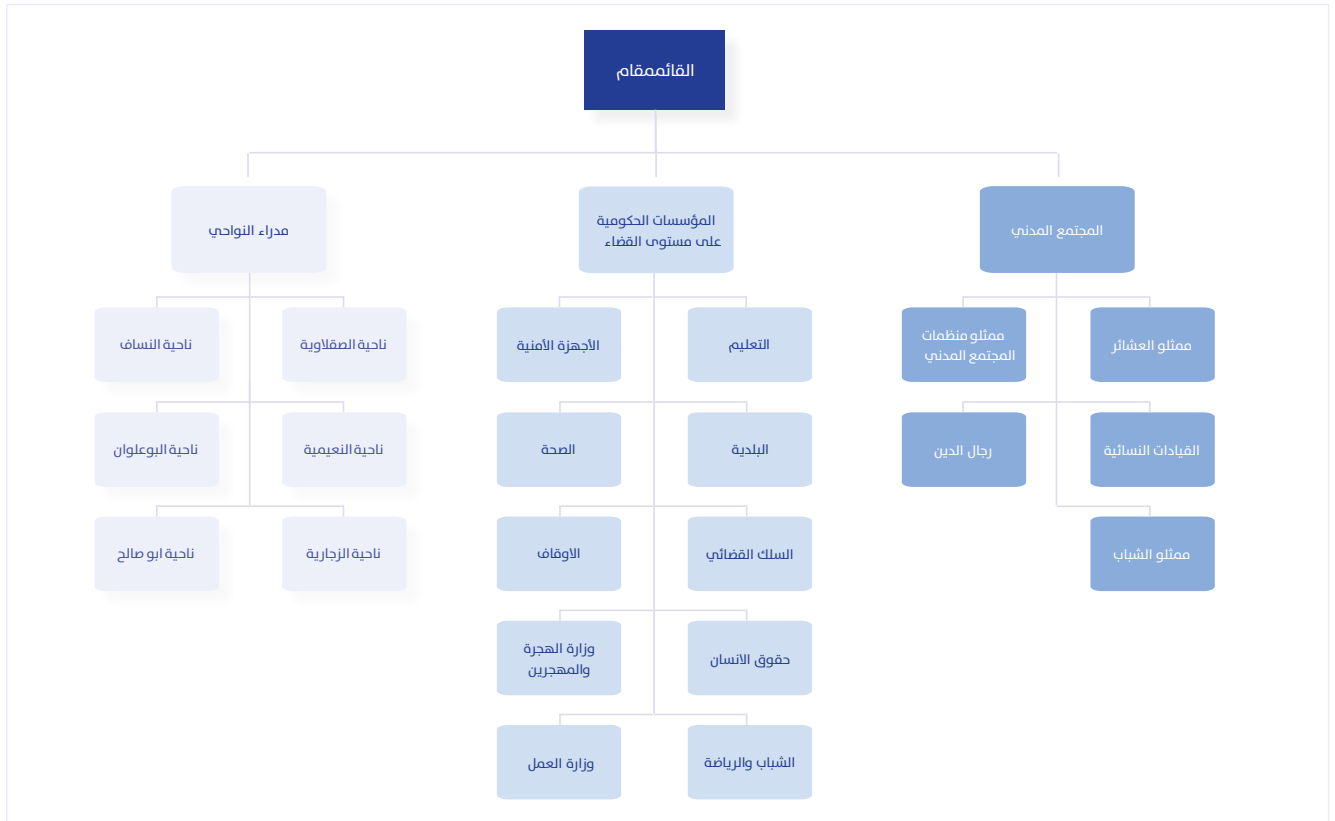 القائممقام
المجتمع المدني
المؤسسات الحكومية
على مستوى القضاء
مدراء النواحي
ممثلو العشائر
ممثلو منظمات
المجتمع المدني
التعليم
الأجهزة الأمنية
ناحية الصقلاوية
ناحية النساف
القيادات النسائية
رجال الدين
البلدية
الصحة
ناحية النعيمية
ناحية البوعلوان
ممثلو الشباب
السلك القضائي
الاوقاف
ناحية الزجارية
ناحية ابو صالح
حقوق الانسان
وزارة الهجرة
والمهجرين
الشباب والرياضة
وزارة العمل